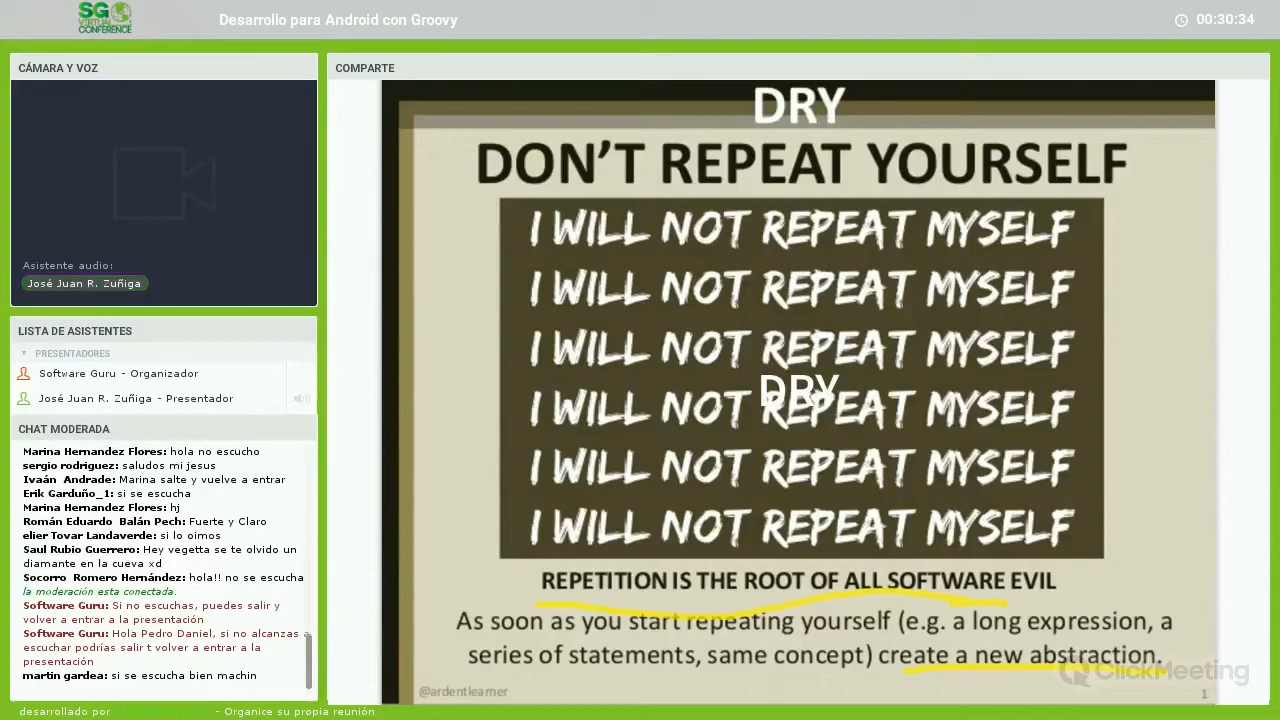 SG
VIRTUAL
CONFERENCE
Desarrollo para Android con Groovy
00:30:34
CÁMARA Y VOZ
Asistente audio:
José Juan R. Zuñiga
LISTA DE ASISTENTES
PRESENTADORES
Software Guru - Organizador
José Juan R. Zuñiga - Presentador
CHAT MODERADA
Marina Hernandez Flores: hola no escucho
sergio rodriguez: saludos mi jesus
Ivaán Andrade: Marina salte y vuelve a entrar
Erik Garduño_1: si se escucha
Marina Hernandez Flores: hj
Román Eduardo Balán Pech: Fuerte y Claro
elier Tovar Landaverde: si lo oimos
Saul Rubio Guerrero: Hey vegetta se te olvido un
diamante en la cueva xd
Socorro Romero Hernández: hola!! no se escucha
la moderación esta conectada.
Software Guru: Si no escuchas, puedes salir y
volver a entrar a la presentación
Software Guru: Hola Pedro Daniel, si no alcanzas a
escuchar podrías salir t volver a entrar a la
presentación
martin gardea: si se escucha bien machin
desarrollado por - Organice su propia reunión
COMPARTE
DRY
DON'T REPEAT YOURSELF
I WILL NOT REPEAT MYSELF
I WILL NOT REPEAT MYSELF
I WILL NOT REPEAT MYSELF
DRY
I WILL NOT REPEAT MYSELF
I WILL NOT REPEAT MYSELF
I WILL NOT REPEAT MYSELF
REPETITION IS THE ROOT OF ALL SOFTWARE EVIL
As soon as you start repeating yourself (e.g. a long expression, a
series of statements, same concept) create a new abstraction.
ClickMeeting
@ardentlearner
1